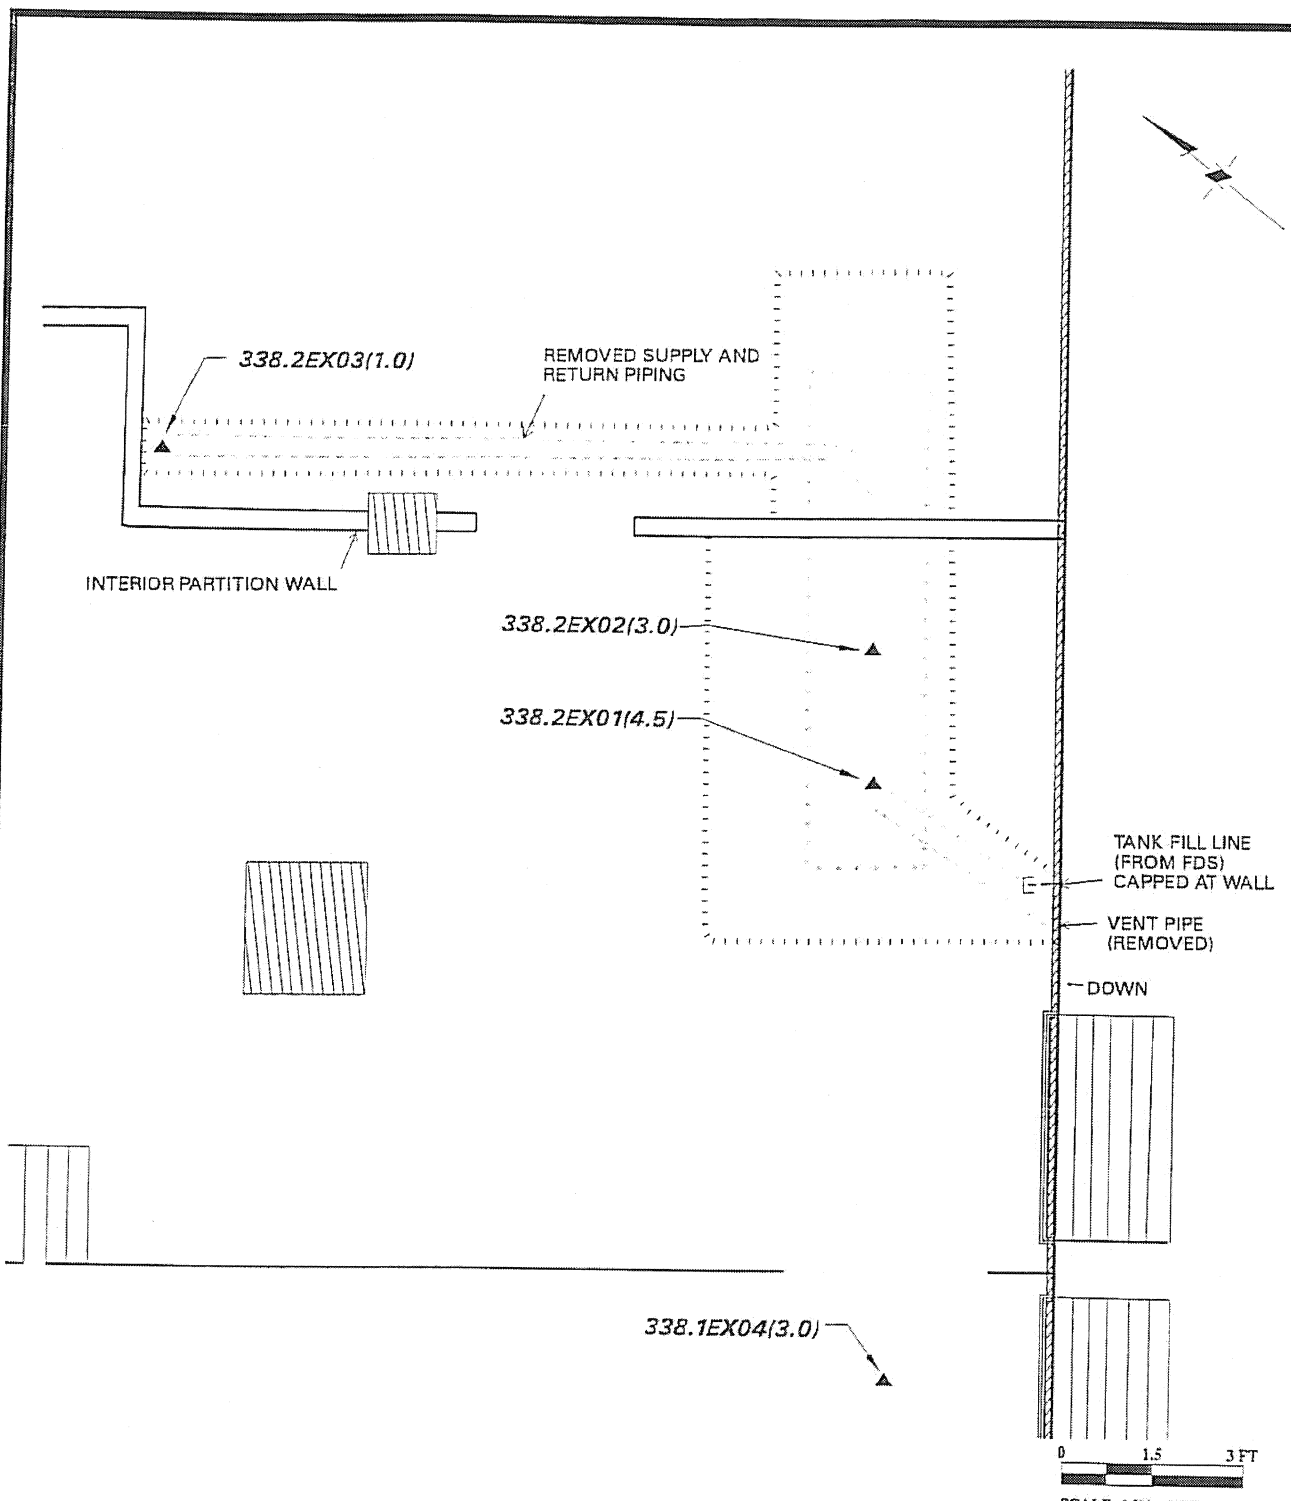 338.2EX03(1.0)
REMOVED SUPPLY AND
RETURN PIPING
INTERIOR PARTITION WALL
338.2EX02(3.0)
338.2EX01(4.5)
TANK FILL LINE
(FROM FDS)
CAPPED AT WALL
VENT PIPE
(REMOVED)
DOWN
338.1EX04(3.0)
0 1.5 3 FT